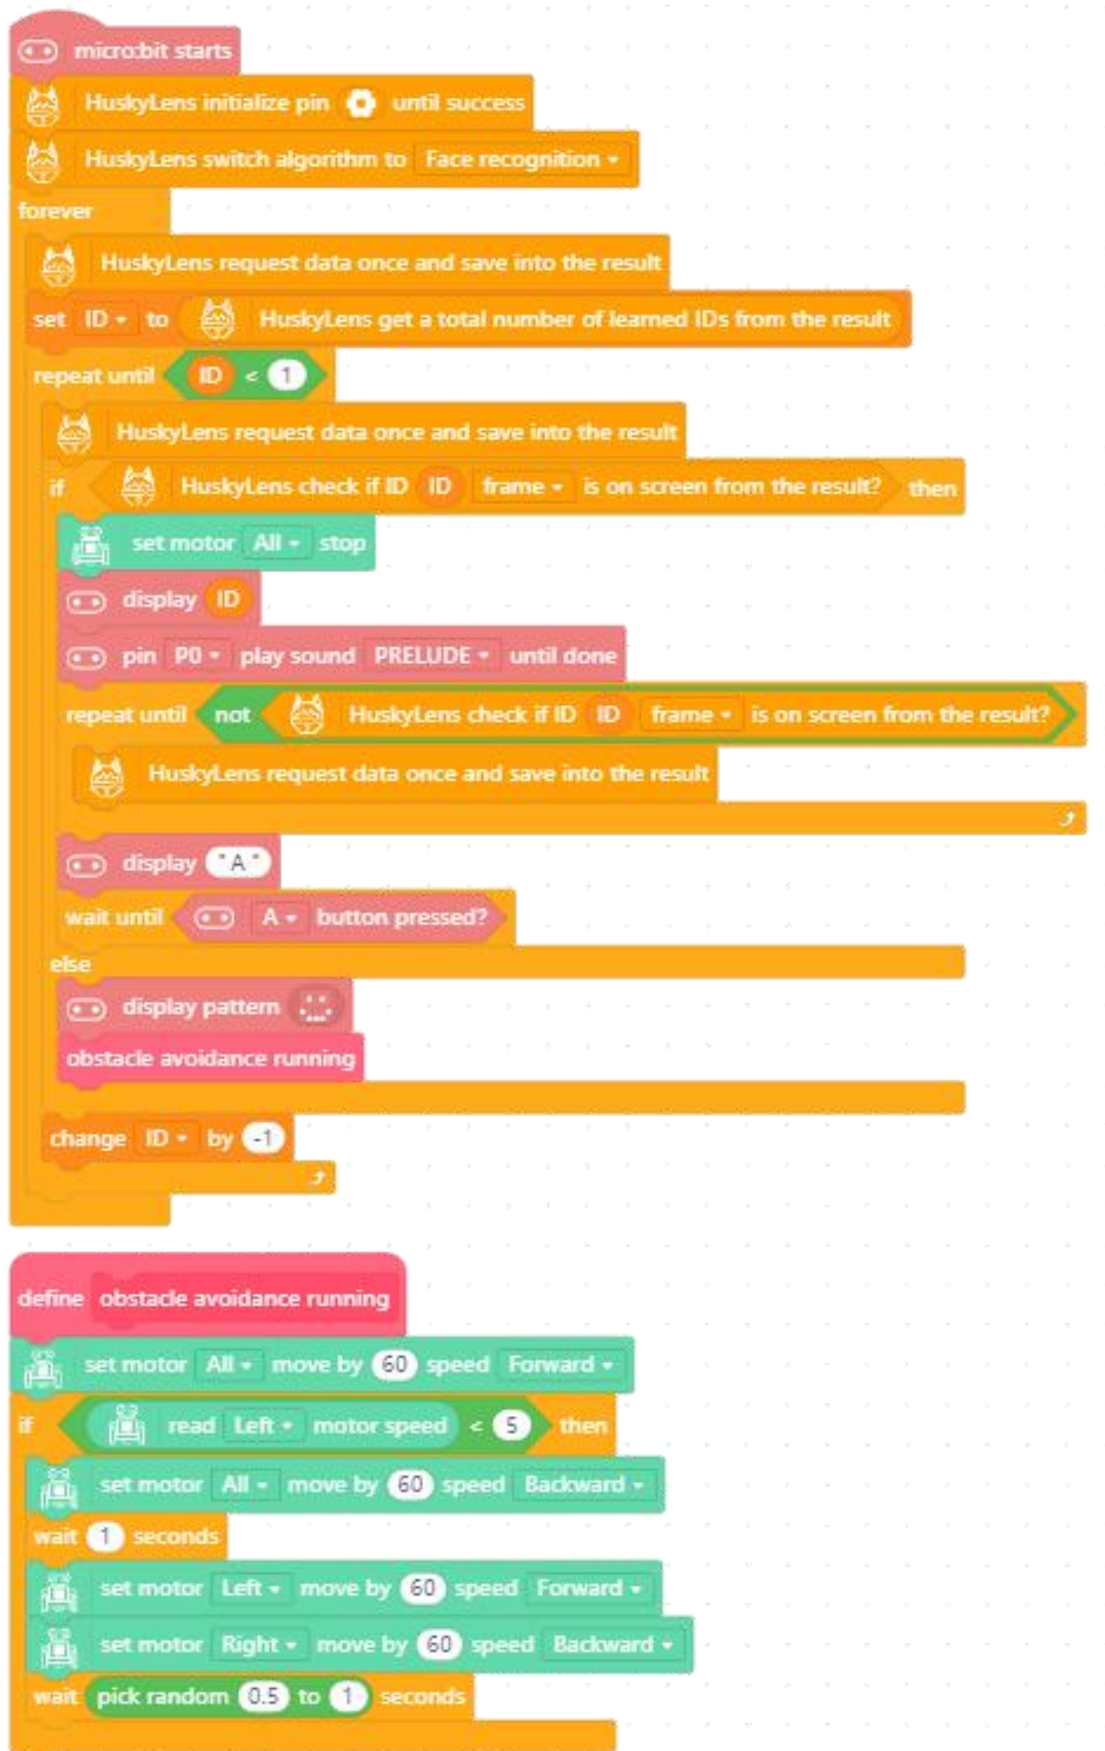 micro:bit starts
HuskyLens initialize pin until success
HuskyLens switch algorithm to Face recognition
forever
HuskyLens request data once and save into the result
set ID to HuskyLens get a total number of learned IDs from the result
repeat until ID < 1
HuskyLens request data once and save into the result
if HuskyLens check if ID ID frame is on screen from the result? then
set motor All stop
display ID
pin P0 play sound PRELUDE until done
repeat until not HuskyLens check if ID ID frame is on screen from the result?
HuskyLens request data once and save into the result
display "A"
wait until A button pressed?
else
display pattern
obstacle avoidance running
change ID by -1
define obstacle avoidance running
set motor All move by 60 speed Forward
if read Left motor speed < 5 then
set motor All move by 60 speed Backward
wait 1 seconds
set motor Left move by 60 speed Forward
set motor Right move by 60 speed Backward
wait pick random 0.5 to 1 seconds